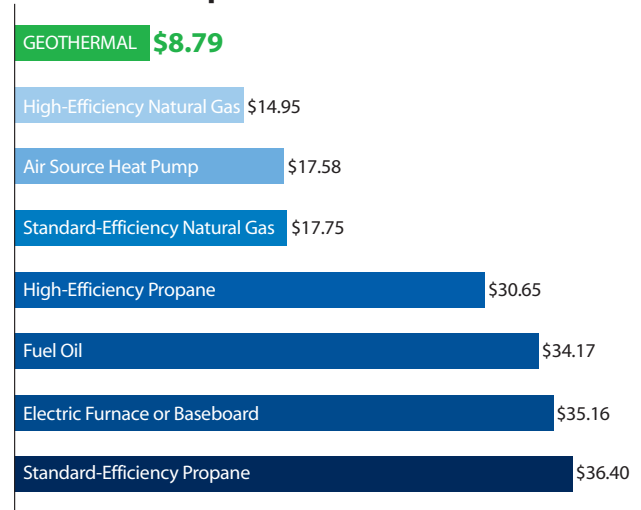 GEOTHERMAL $8.79
High-Efficiency Natural Gas $14.95
Air Source Heat Pump $17.58
Standard-Efficiency Natural Gas $17.75
High-Efficiency Propane $30.65
Fuel Oil $34.17
Electric Furnace or Baseboard $35.16
Standard-Efficiency Propane $36.40